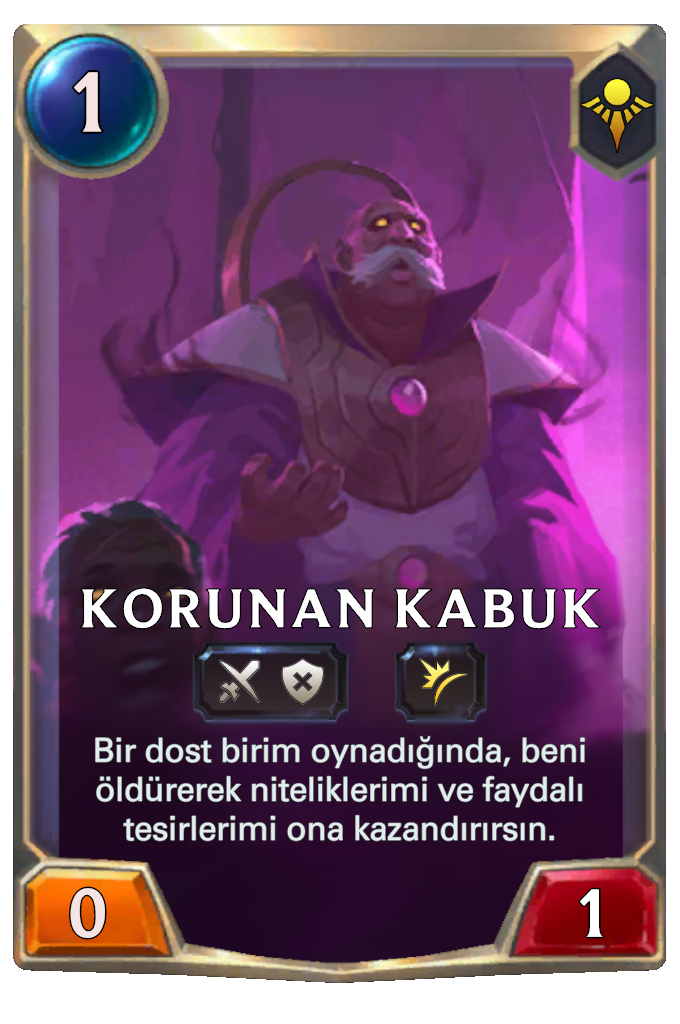 1
KORUNAN KABUK
Bir dost birim oynadığında, beni
öldürerek niteliklerimi ve faydalı
tesirlerimi ona kazandırırsın.
0
1